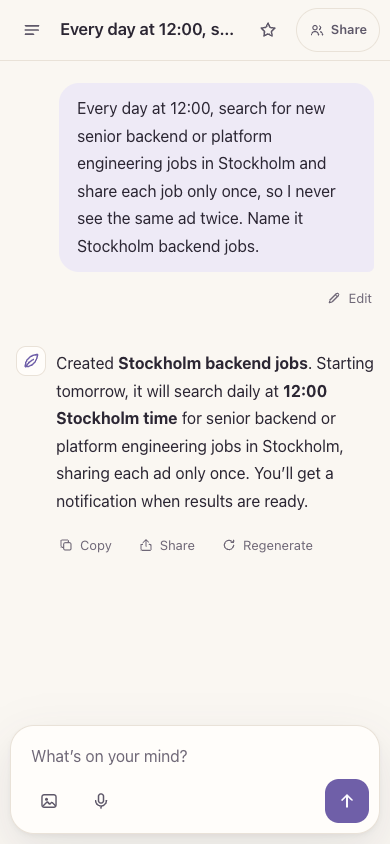 Every day at 12:00, s...
Share
Every day at 12:00, search for new
senior backend or platform
engineering jobs in Stockholm and
share each job only once, so I never
see the same ad twice. Name it
Stockholm backend jobs.
Edit
Created Stockholm backend jobs. Starting
tomorrow, it will search daily at 12:00
Stockholm time for senior backend or
platform engineering jobs in Stockholm,
sharing each ad only once. You’ll get a
notification when results are ready.
Copy
Share
Regenerate
What’s on your mind?